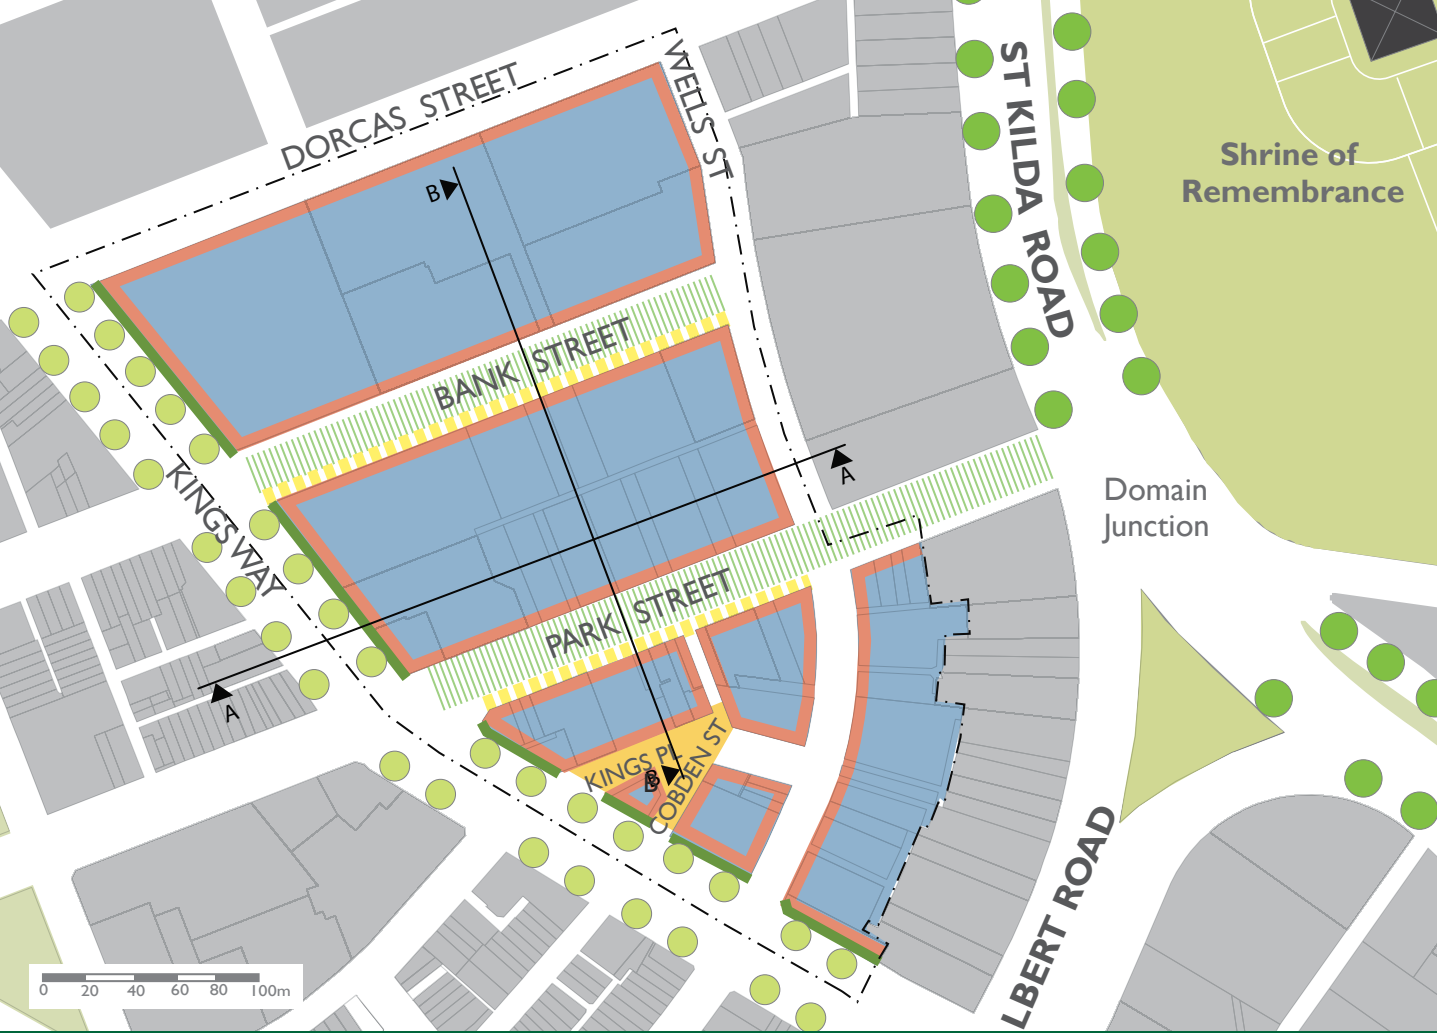 DORCAS STREET
WELLS ST
ST KILDA ROAD
Shrine of
Remembrance
B
BANK STREET
A
Domain
Junction
KINGS WAY
PARK STREET
A
KINGS PL
COBDEN ST
B
LBERT ROAD
0 20 40 60 80 100m